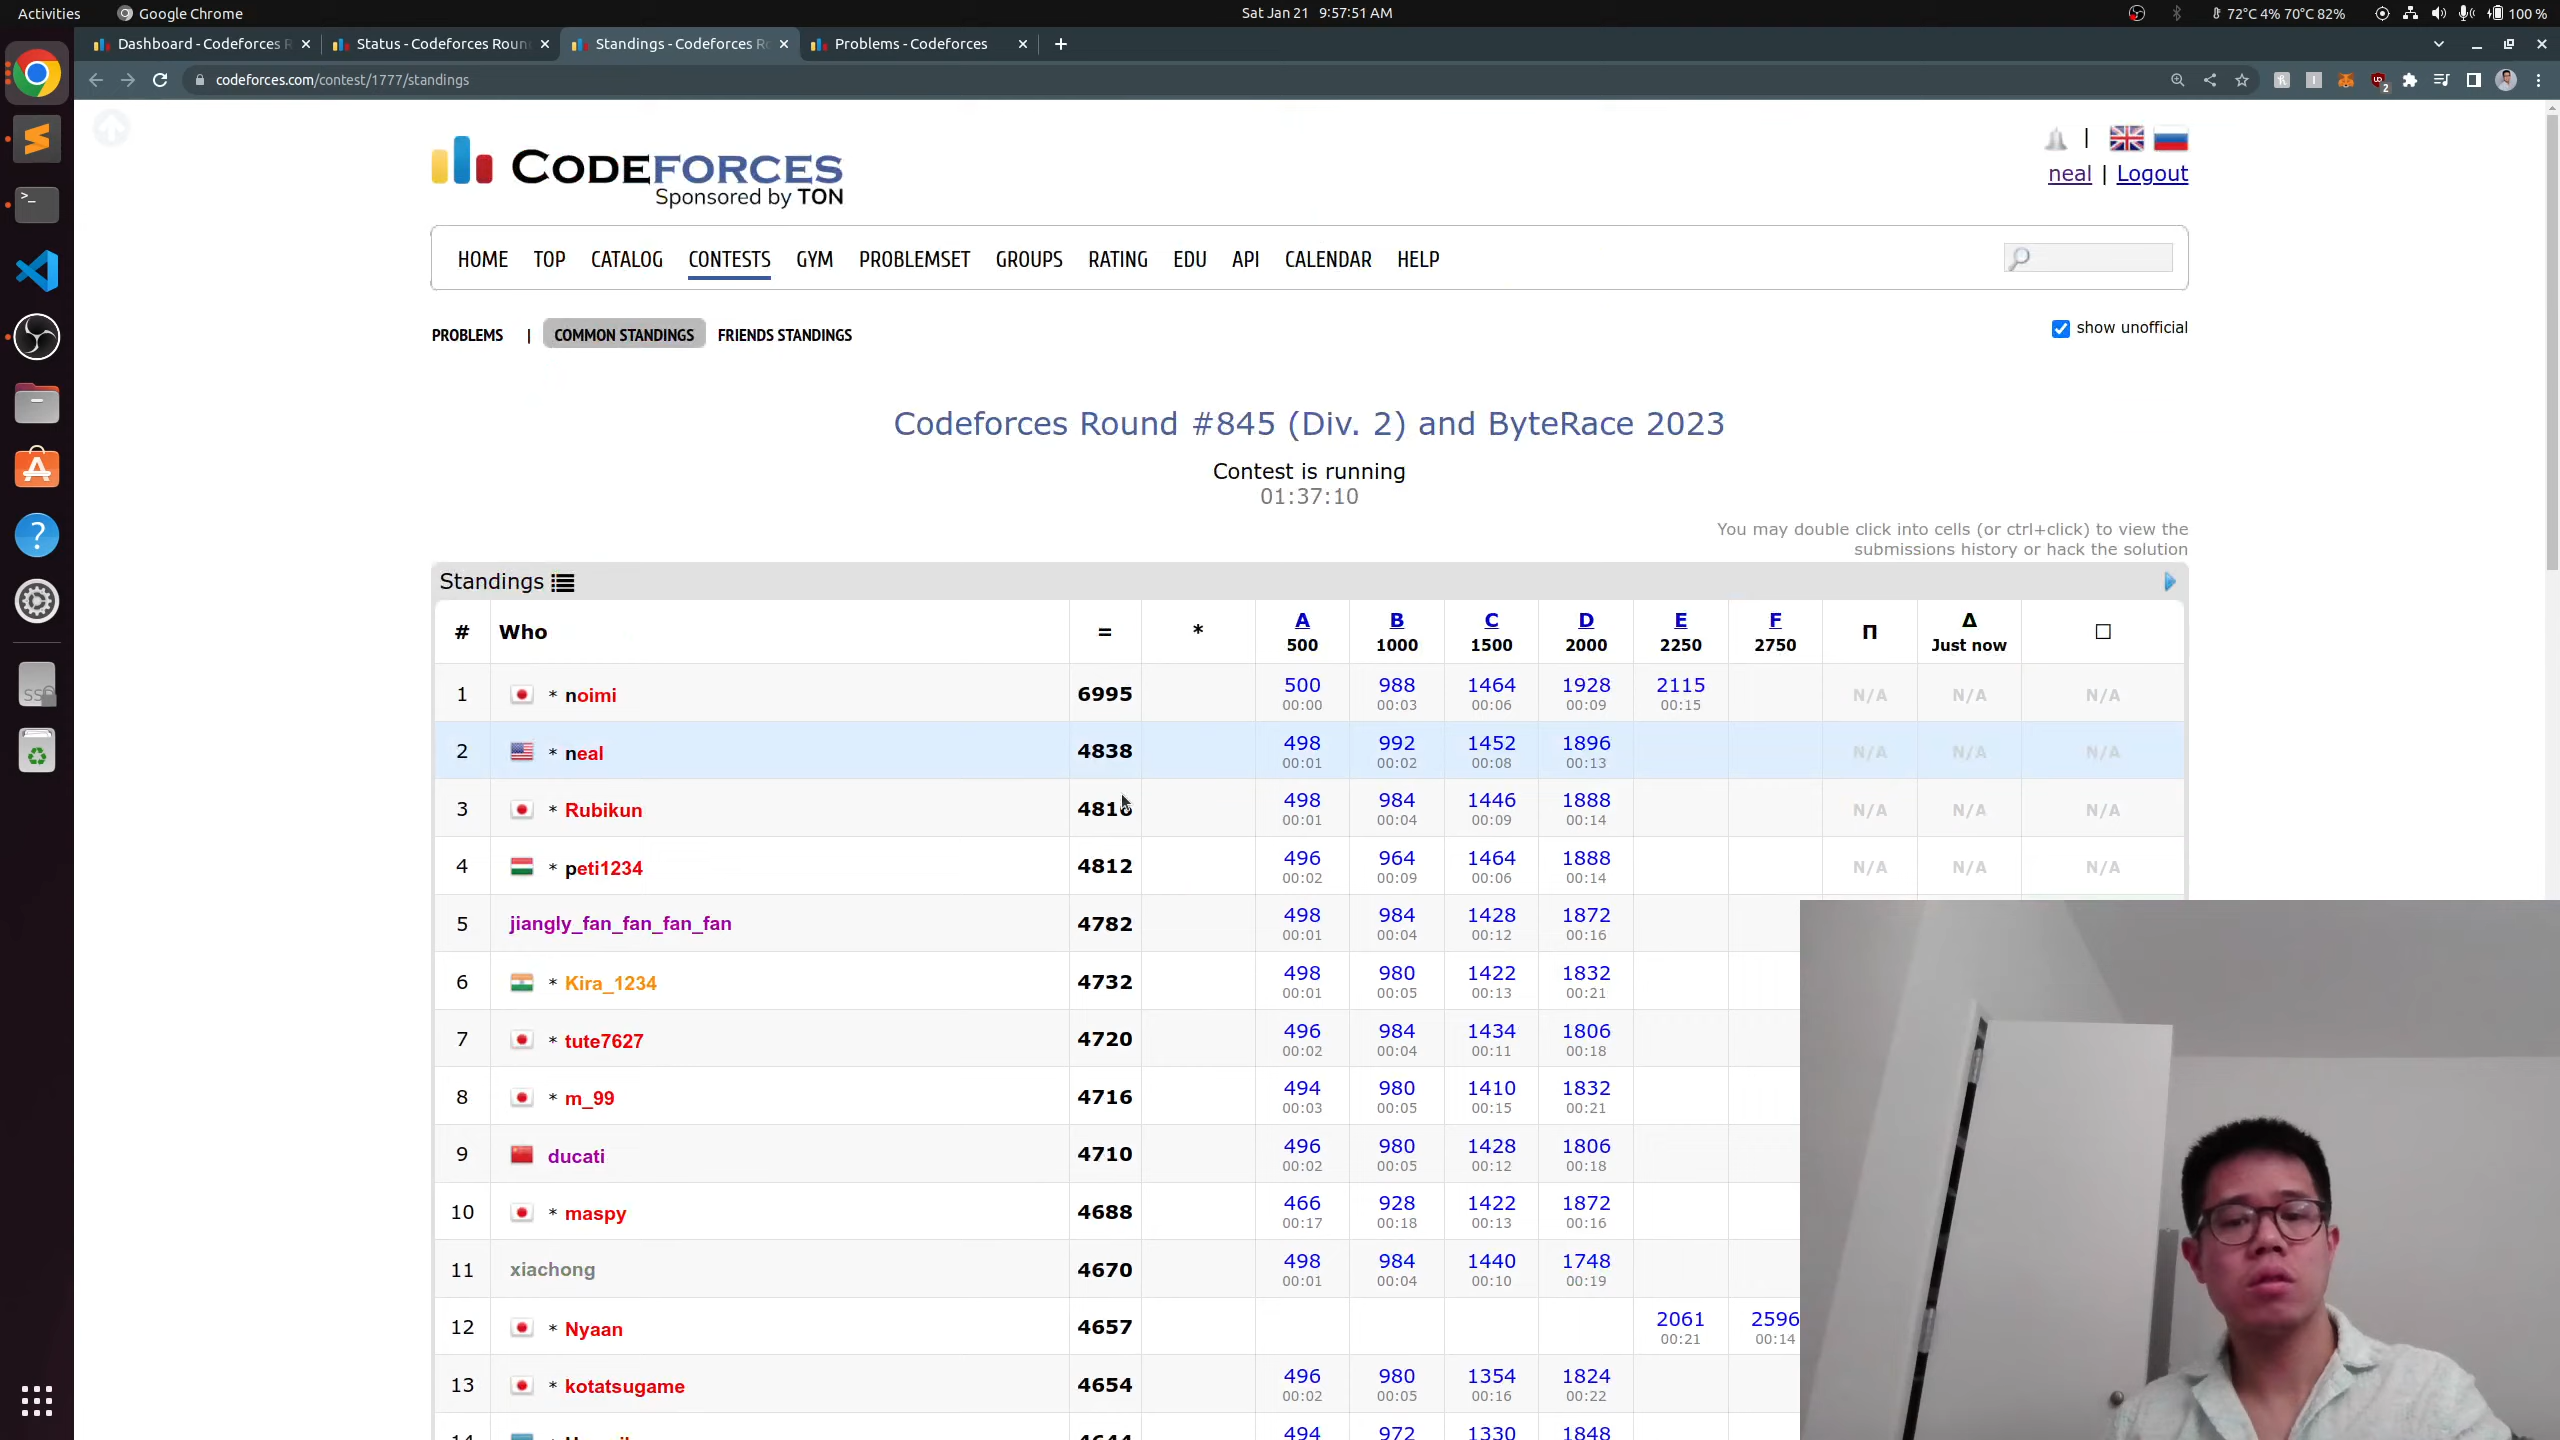 Activities Google Chrome Sat Jan 21 9:57:51 AM 72°C 4% 70°C 82% 100 %
Dashboard - Codeforces R Status - Codeforces Roun Standings - Codeforces Ro Problems - Codeforces
codeforces.com/contest/1777/standings
CODEFORCES
Sponsored by TON
neal | Logout
HOME TOP CATALOG CONTESTS GYM PROBLEMSET GROUPS RATING EDU API CALENDAR HELP
PROBLEMS | COMMON STANDINGS FRIENDS STANDINGS show unofficial
Codeforces Round #845 (Div. 2) and ByteRace 2023
Contest is running
01:37:10
You may double click into cells (or ctrl+click) to view the
submissions history or hack the solution
Standings
# Who = * A B C D E F Π Δ
500 1000 1500 2000 2250 2750 Just now
1 * noimi 6995 500 988 1464 1928 2115 N/A N/A N/A
00:00 00:03 00:06 00:09 00:15
2 * neal 4838 498 992 1452 1896 N/A N/A N/A
00:01 00:02 00:08 00:13
3 * Rubikun 4816 498 984 1446 1888 N/A N/A N/A
00:01 00:04 00:09 00:14
4 * peti1234 4812 496 964 1464 1888 N/A N/A N/A
00:02 00:09 00:06 00:14
5 jiangly_fan_fan_fan_fan 4782 498 984 1428 1872
00:01 00:04 00:12 00:16
6 * Kira_1234 4732 498 980 1422 1832
00:01 00:05 00:13 00:21
7 * tute7627 4720 496 984 1434 1806
00:02 00:04 00:11 00:18
8 * m_99 4716 494 980 1410 1832
00:03 00:05 00:15 00:21
9 ducati 4710 496 980 1428 1806
00:02 00:05 00:12 00:18
10 * maspy 4688 466 928 1422 1872
00:17 00:18 00:13 00:16
11 xiachong 4670 498 984 1440 1748
00:01 00:04 00:10 00:19
12 * Nyaan 4657 2061 2596
00:21 00:14
13 * kotatsugame 4654 496 980 1354 1824
00:02 00:05 00:16 00:22
494 972 1330 1848